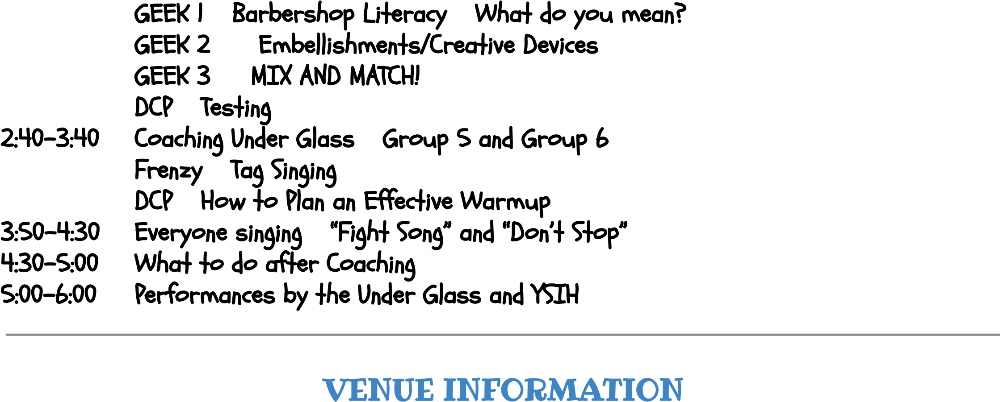 GEEK 1 Barbershop Literacy What do you mean?
GEEK 2 Embellishments/Creative Devices
GEEK 3 MIX AND MATCH!
DCP Testing
2:40-3:40 Coaching Under Glass Group 5 and Group 6
Frenzy Tag Singing
DCP How to Plan an Effective Warmup
3:50-4:30 Everyone singing “Fight Song” and “Don’t Stop”
4:30-5:00 What to do after Coaching
5:00-6:00 Performances by the Under Glass and YSIH
VENUE INFORMATION